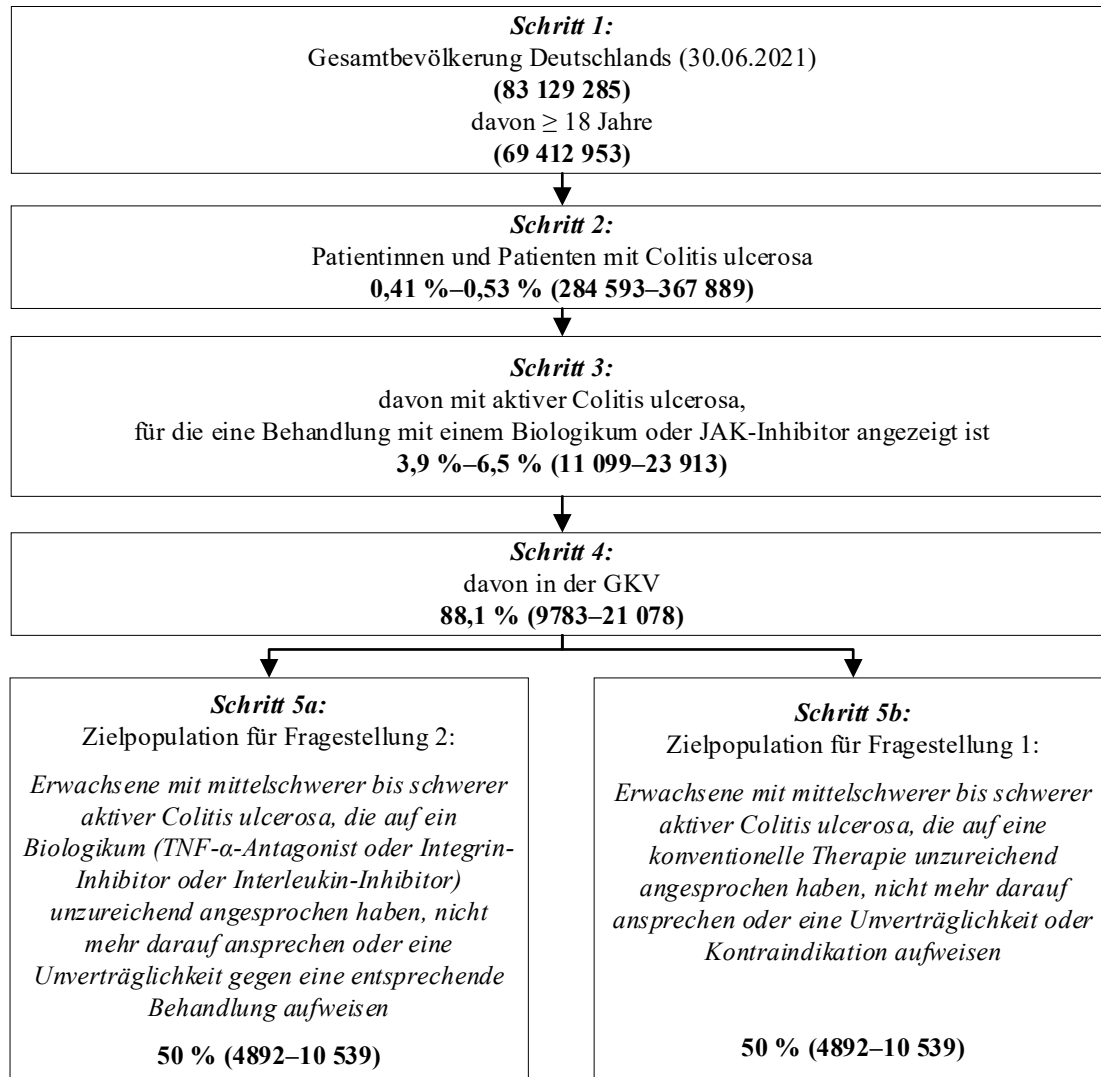 Schritt 1:
Gesamtbevölkerung Deutschlands (30.06.2021)
(83 129 285)
davon ≥ 18 Jahre
(69 412 953)
Schritt 2:
Patientinnen und Patienten mit Colitis ulcerosa
0,41 %–0,53 % (284 593–367 889)
Schritt 3:
davon mit aktiver Colitis ulcerosa,
für die eine Behandlung mit einem Biologikum oder JAK-Inhibitor angezeigt ist
3,9 %–6,5 % (11 099–23 913)
Schritt 4:
davon in der GKV
88,1 % (9783–21 078)
Schritt 5a:
Zielpopulation für Fragestellung 2:
Erwachsene mit mittelschwerer bis schwerer
aktiver Colitis ulcerosa, die auf ein
Biologikum (TNF-α-Antagonist oder Integrin-
Inhibitor oder Interleukin-Inhibitor)
unzureichend angesprochen haben, nicht
mehr darauf ansprechen oder eine
Unverträglichkeit gegen eine entsprechende
Behandlung aufweisen
50 % (4892–10 539)
Schritt 5b:
Zielpopulation für Fragestellung 1:
Erwachsene mit mittelschwerer bis schwerer
aktiver Colitis ulcerosa, die auf eine
konventionelle Therapie unzureichend
angesprochen haben, nicht mehr darauf
ansprechen oder eine Unverträglichkeit oder
Kontraindikation aufweisen
50 % (4892–10 539)